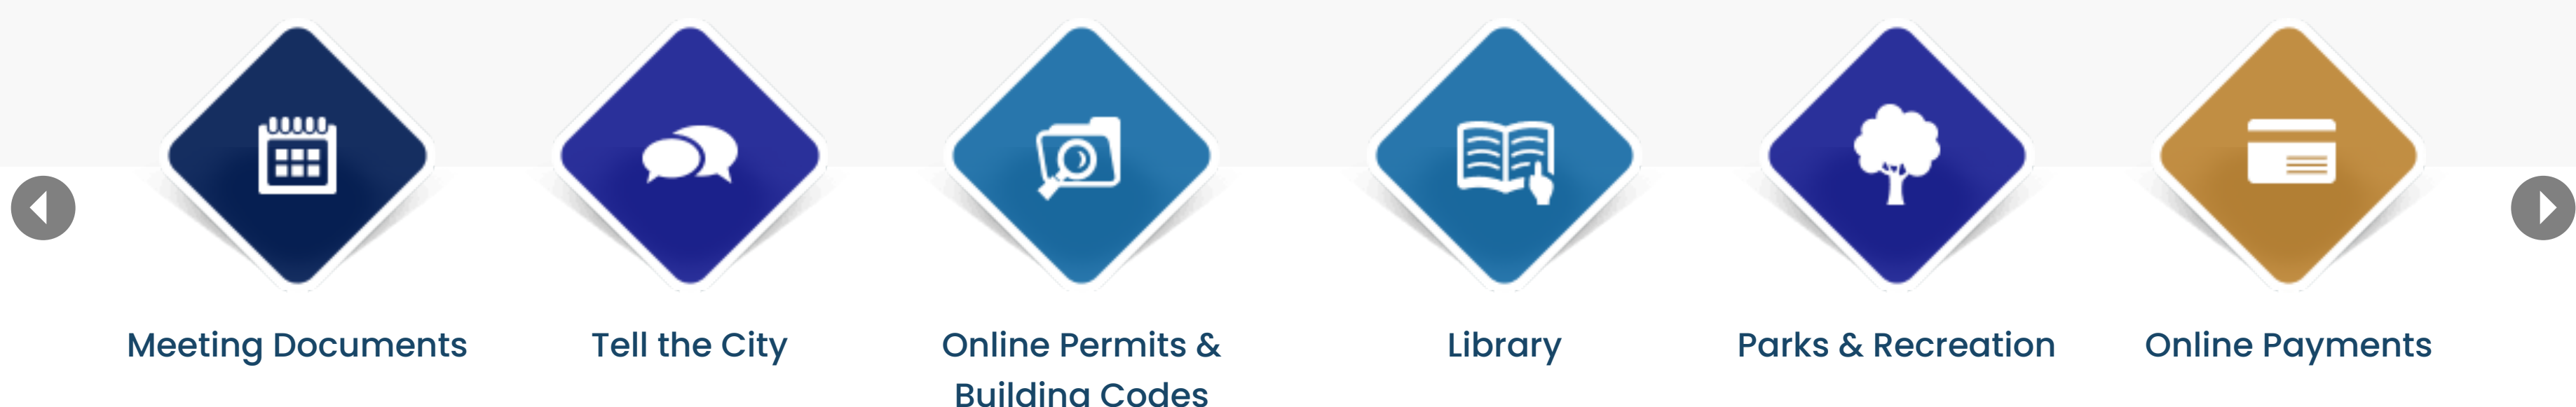 Meeting Documents
Tell the City
Online Permits &
Building Codes
Library
Parks & Recreation
Online Payments